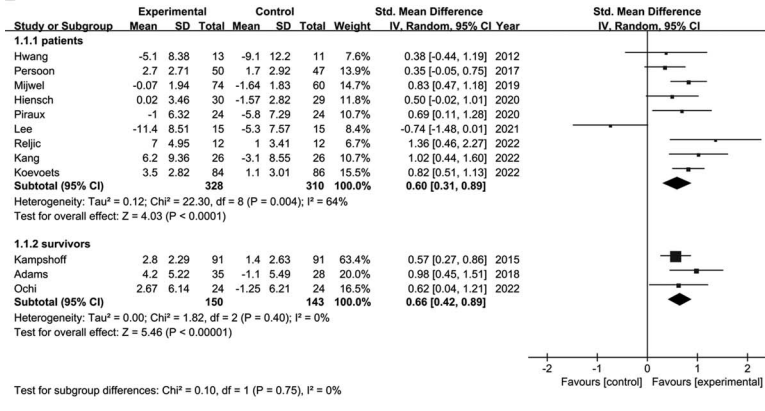 Experimental Control Std. Mean Difference Std. Mean Difference
Study or Subgroup Mean SD Total Mean SD Total Weight IV, Random, 95% CI Year IV, Random, 95% CI
1.1.1 patients
Hwang -5.1 8.38 13 -9.1 12.2 11 7.6% 0.38 [-0.44, 1.19] 2012
Persoon 2.7 2.71 50 1.7 2.92 47 13.9% 0.35 [-0.05, 0.75] 2017
Mijwel -0.07 1.94 74 -1.64 1.83 60 14.7% 0.83 [0.47, 1.18] 2019
Hiensch 0.02 3.46 30 -1.57 2.82 29 11.9% 0.50 [-0.02, 1.01] 2020
Piraux -1 6.32 24 -5.8 7.29 24 10.7% 0.69 [0.11, 1.28] 2020
Lee -11.4 8.51 15 -5.3 7.57 15 8.4% -0.74 [-1.48, 0.01] 2021
Reljic 7 4.95 12 1 3.41 12 6.7% 1.36 [0.46, 2.27] 2022
Kang 6.2 9.36 26 -3.1 8.55 26 10.7% 1.02 [0.44, 1.60] 2022
Koevoets 3.5 2.82 84 1.1 3.01 86 15.5% 0.82 [0.51, 1.13] 2022
Subtotal (95% CI) 328 310 100.0% 0.60 [0.31, 0.89]
Heterogeneity: Tau² = 0.12; Chi² = 22.30, df = 8 (P = 0.004); I² = 64%
Test for overall effect: Z = 4.03 (P < 0.0001)
1.1.2 survivors
Kampshoff 2.8 2.29 91 1.4 2.63 91 63.4% 0.57 [0.27, 0.86] 2015
Adams 4.2 5.22 35 -1.1 5.49 28 20.0% 0.98 [0.45, 1.51] 2018
Ochi 2.67 6.14 24 -1.25 6.21 24 16.5% 0.62 [0.04, 1.21] 2022
Subtotal (95% CI) 150 143 100.0% 0.66 [0.42, 0.89]
Heterogeneity: Tau² = 0.00; Chi² = 1.82, df = 2 (P = 0.40); I² = 0%
Test for overall effect: Z = 5.46 (P < 0.00001)
-2 -1 0 1 2
Favours [control] Favours [experimental]
Test for subgroup differences: Chi² = 0.10, df = 1 (P = 0.75), I² = 0%